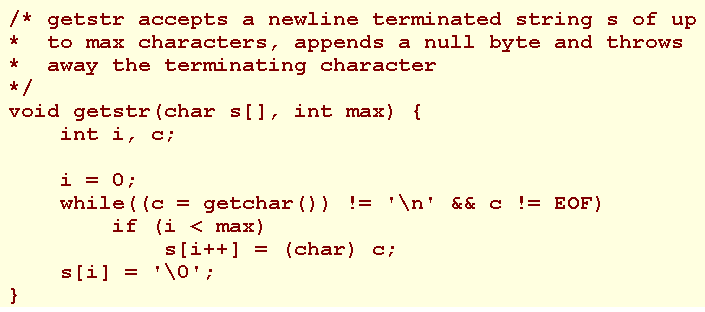 /* getstr accepts a newline terminated string s of up
*  to max characters, appends a null byte and throws
*  away the terminating character
*/
void getstr(char s[], int max) {
    int i, c;

    i = 0;
    while((c = getchar()) != '\n' && c != EOF)
        if (i < max)
            s[i++] = (char) c;
    s[i] = '\0';
}